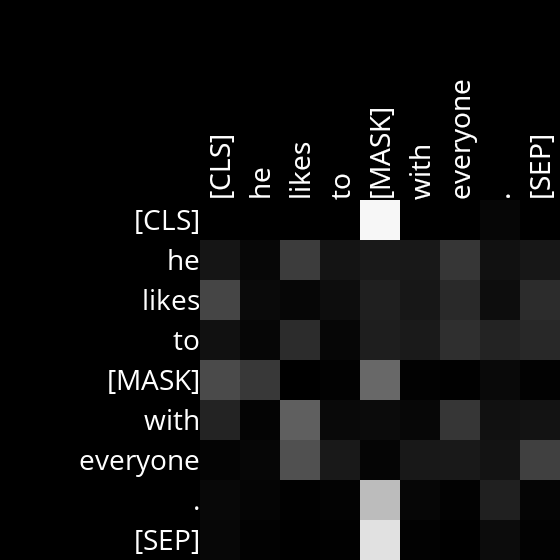 [CLS] he likes to [MASK] with everyone . [SEP]
[CLS]
he
likes
to
[MASK]
with
everyone
.
[SEP]